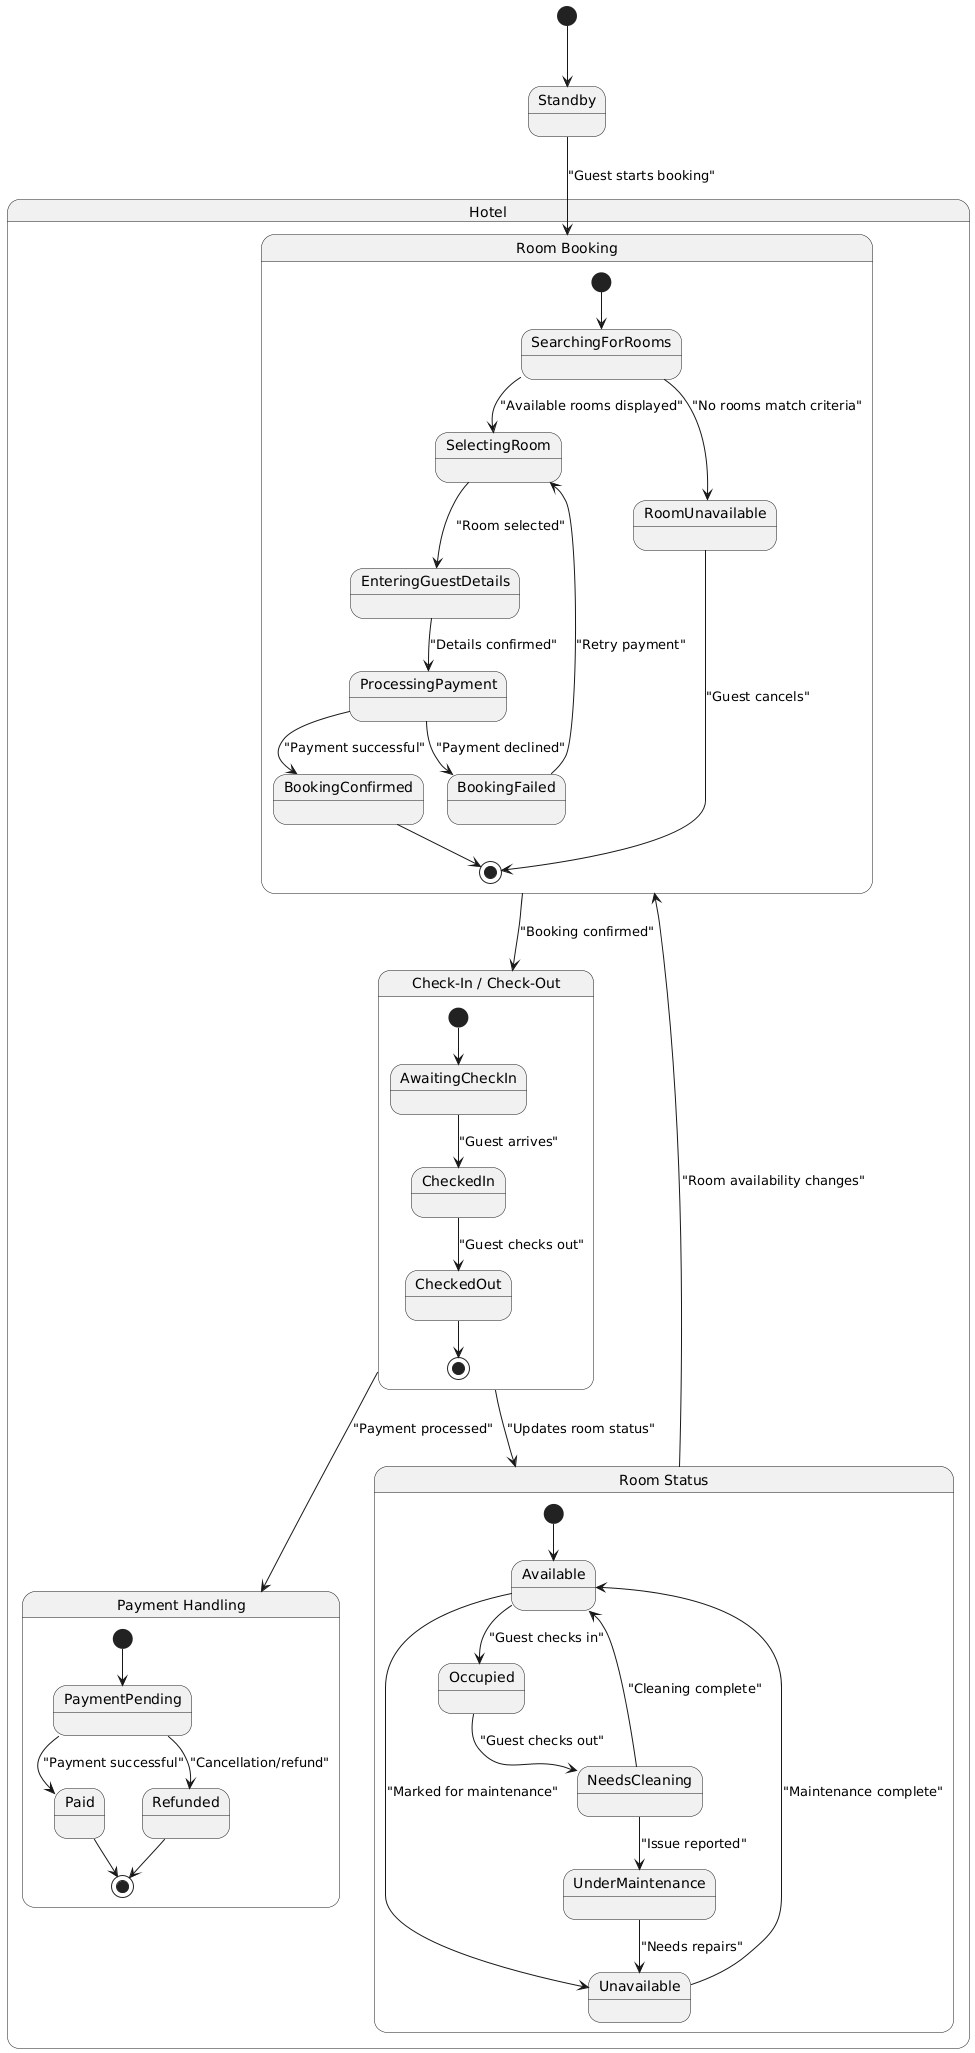 Standby
"Guest starts booking"
Hotel
Room Booking
SearchingForRooms
"Available rooms displayed"
"No rooms match criteria"
SelectingRoom
RoomUnavailable
"Room selected"
EnteringGuestDetails
"Details confirmed"
"Retry payment"
ProcessingPayment
"Guest cancels"
"Payment successful"
"Payment declined"
BookingConfirmed
BookingFailed
"Booking confirmed"
Check-In / Check-Out
AwaitingCheckIn
"Guest arrives"
CheckedIn
"Room availability changes"
"Guest checks out"
CheckedOut
"Payment processed"
"Updates room status"
Room Status
Available
Payment Handling
"Guest checks in"
Occupied
"Cleaning complete"
PaymentPending
"Guest checks out"
"Payment successful"
"Cancellation/refund"
NeedsCleaning
"Marked for maintenance"
"Maintenance complete"
Paid
Refunded
"Issue reported"
UnderMaintenance
"Needs repairs"
Unavailable